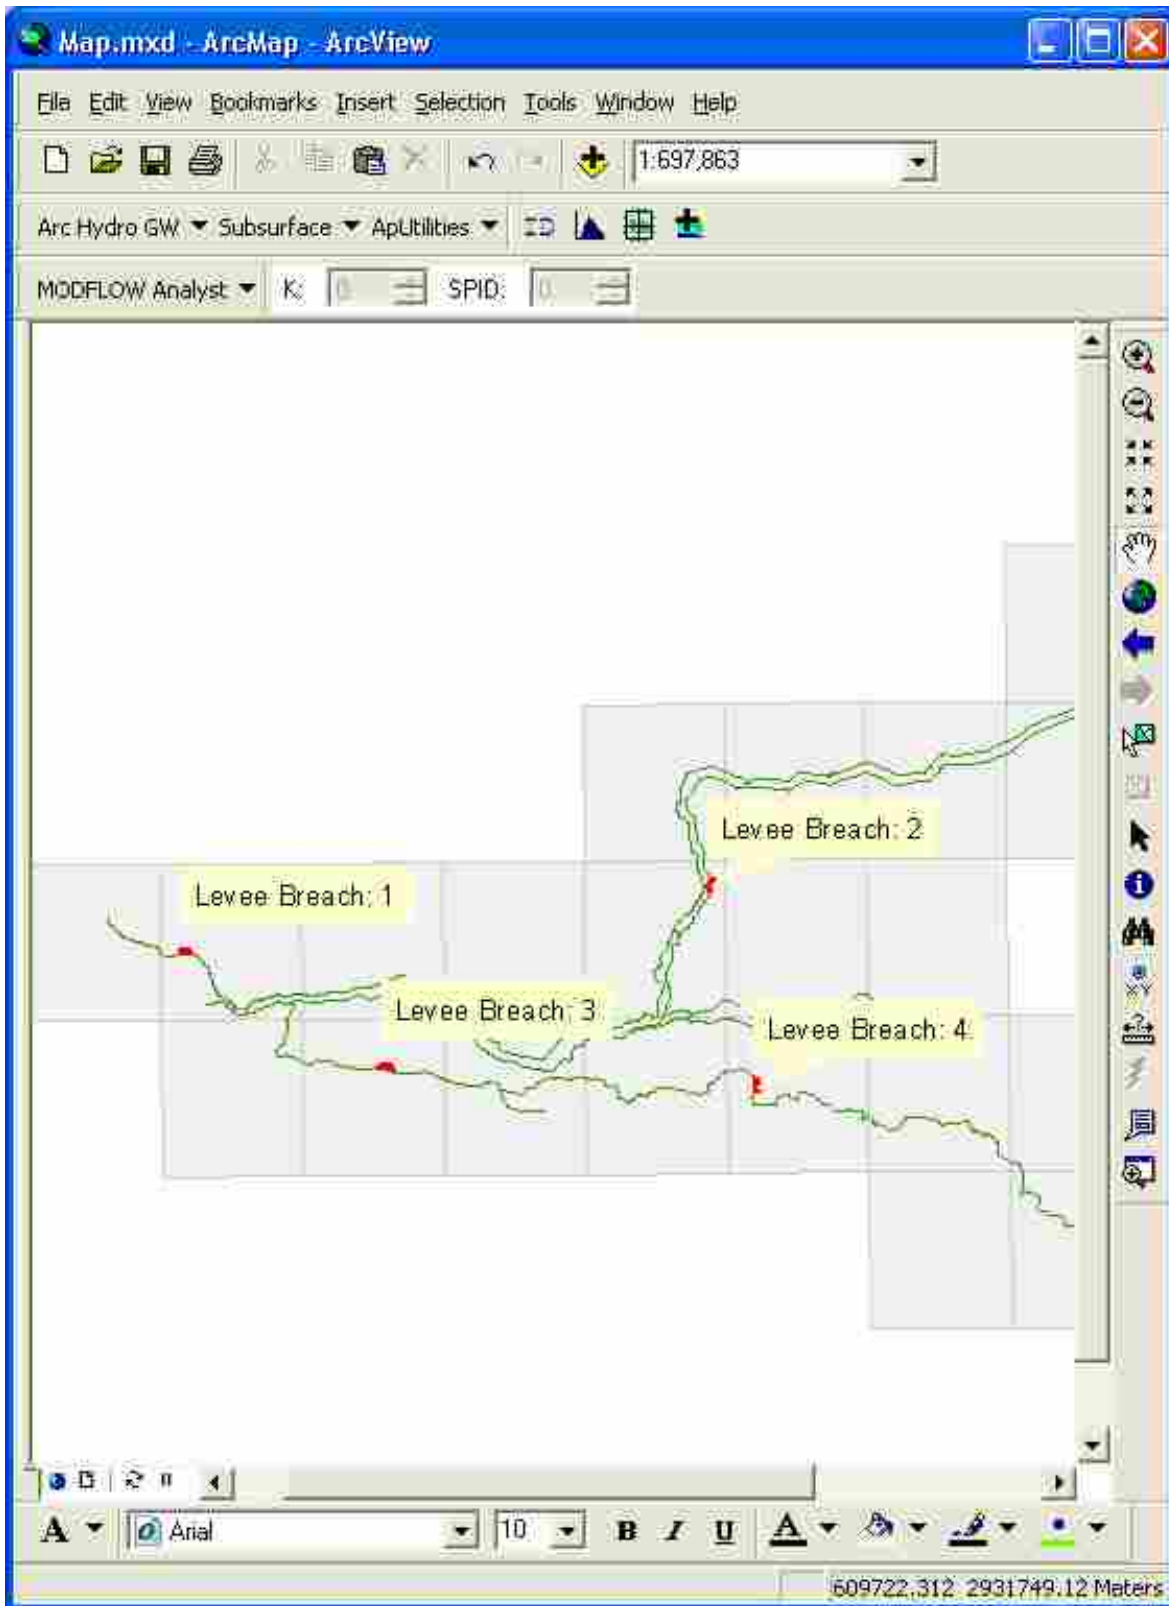 Map.mxd - ArcMap - ArcView
File Edit View Bookmarks Insert Selection Tools Window Help
1:697,863
Arc Hydro GW Subsurface ApUtilities
MODFLOW Analyst K: 0 SPID: 0
Levee Breach: 2
Levee Breach: 1
Levee Breach: 3
Levee Breach: 4
A Arial 10 B I U A
609722.312 2931749.12 Meters